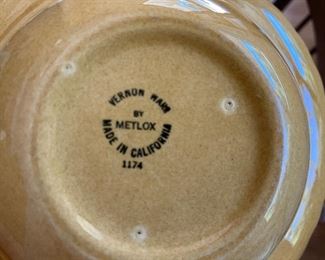 VERNON WARE
BY
METLOX
MADE IN CALIFORNIA
1174